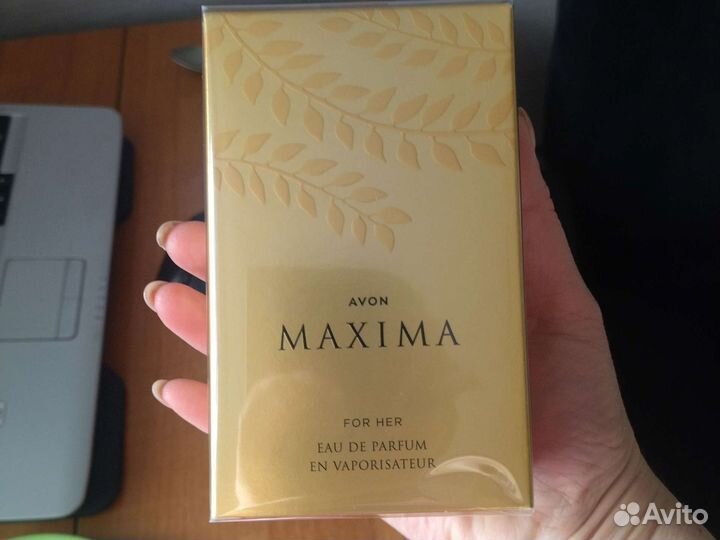 AVON
MAXIMA
FOR HER
EAU DE PARFUM
EN VAPORISATEUR
Avito